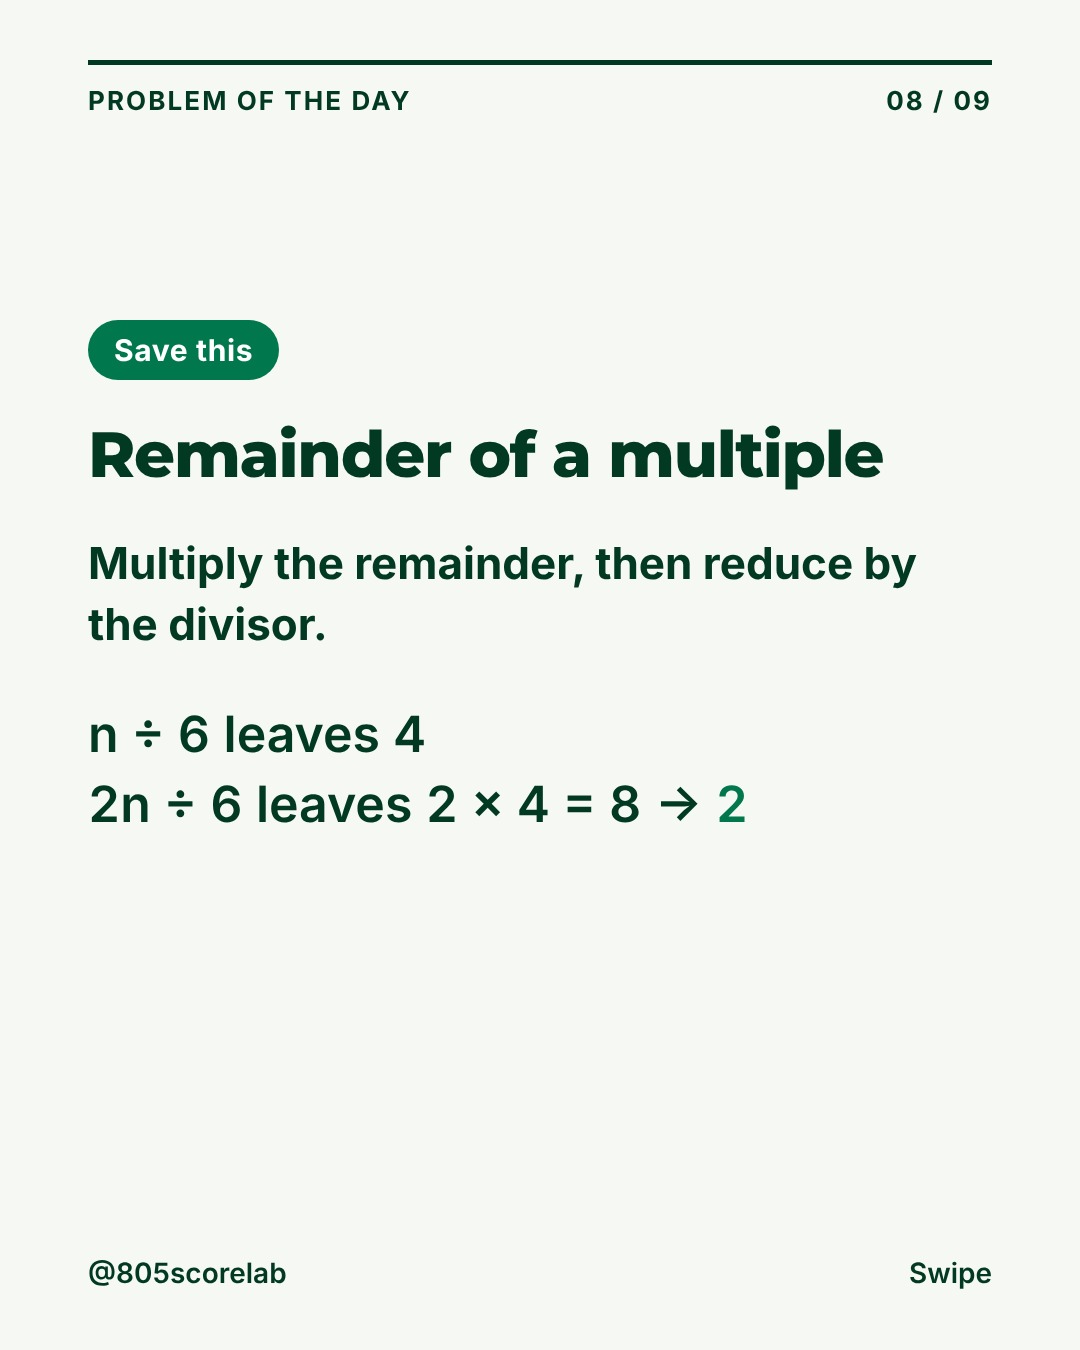 PROBLEM OF THE DAY
08 / 09
Save this
Remainder of a multiple
Multiply the remainder, then reduce by
the divisor.
n ÷ 6 leaves 4
2n ÷ 6 leaves 2 × 4 = 8 → 2
@805scorelab
Swipe